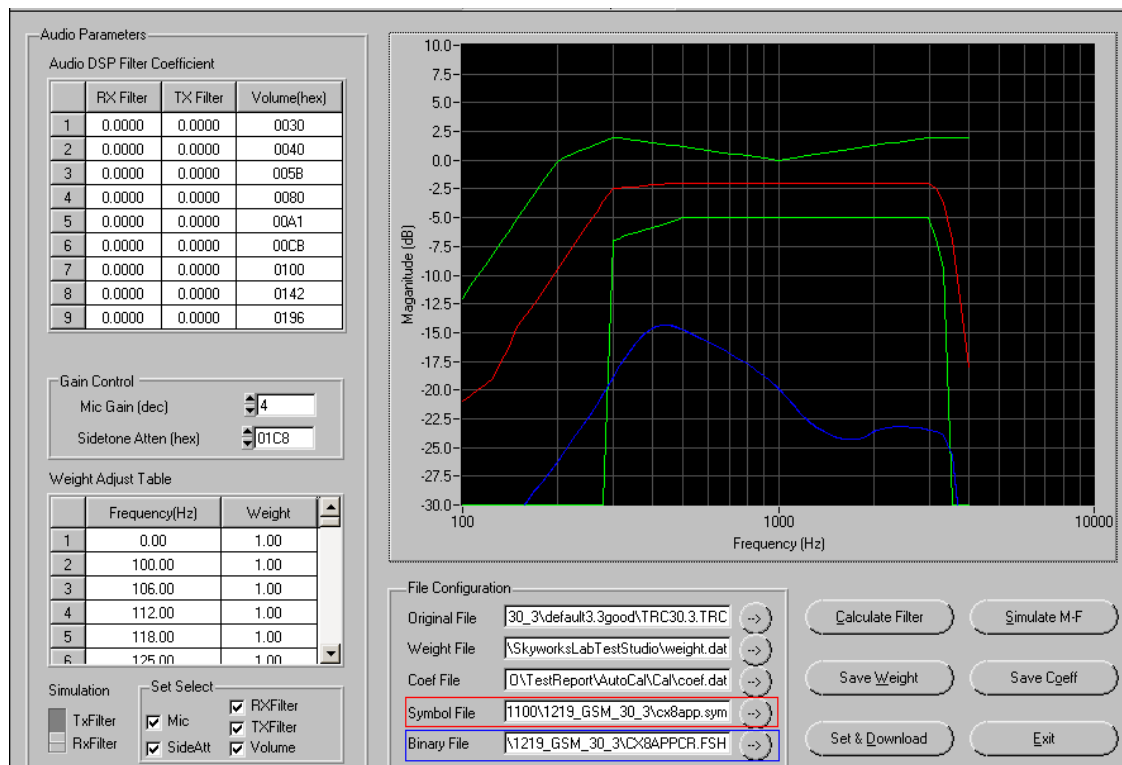 Audio Parameters
Audio DSP Filter Coefficient
RX Filter TX Filter Volume(hex)
1 0.0000 0.0000 0030
2 0.0000 0.0000 0040
3 0.0000 0.0000 005B
4 0.0000 0.0000 0080
5 0.0000 0.0000 00A1
6 0.0000 0.0000 00CB
7 0.0000 0.0000 0100
8 0.0000 0.0000 0142
9 0.0000 0.0000 0196
Gain Control
Mic Gain (dec) 4
Sidetone Atten (hex) 01C8
Weight Adjust Table
Frequency(Hz) Weight
1 0.00 1.00
2 100.00 1.00
3 106.00 1.00
4 112.00 1.00
5 118.00 1.00
6 125.00 1.00
Simulation
TxFilter
RxFilter
Set Select
Mic
SideAtt
RXFilter
TXFilter
Volume
Maganitude (dB)
10.0
7.5
5.0
2.5
0.0
-2.5
-5.0
-7.5
-10.0
-12.5
-15.0
-17.5
-20.0
-22.5
-25.0
-27.5
-30.0
100 1000 10000
Frequency (Hz)
File Configuration
Original File 30_3\default3.3good\TRC30.3.TRC -->
Weight File \SkyworksLabTestStudio\weight.dat -->
Coef File O\TestReport\AutoCal\Cal\coef.dat -->
Symbol File 1100\1219_GSM_30_3\cx8app.sym -->
Binary File \1219_GSM_30_3\CX8APPCR.FSH -->
Calculate Filter
Simulate M-F
Save Weight
Save Coeff
Set & Download
Exit